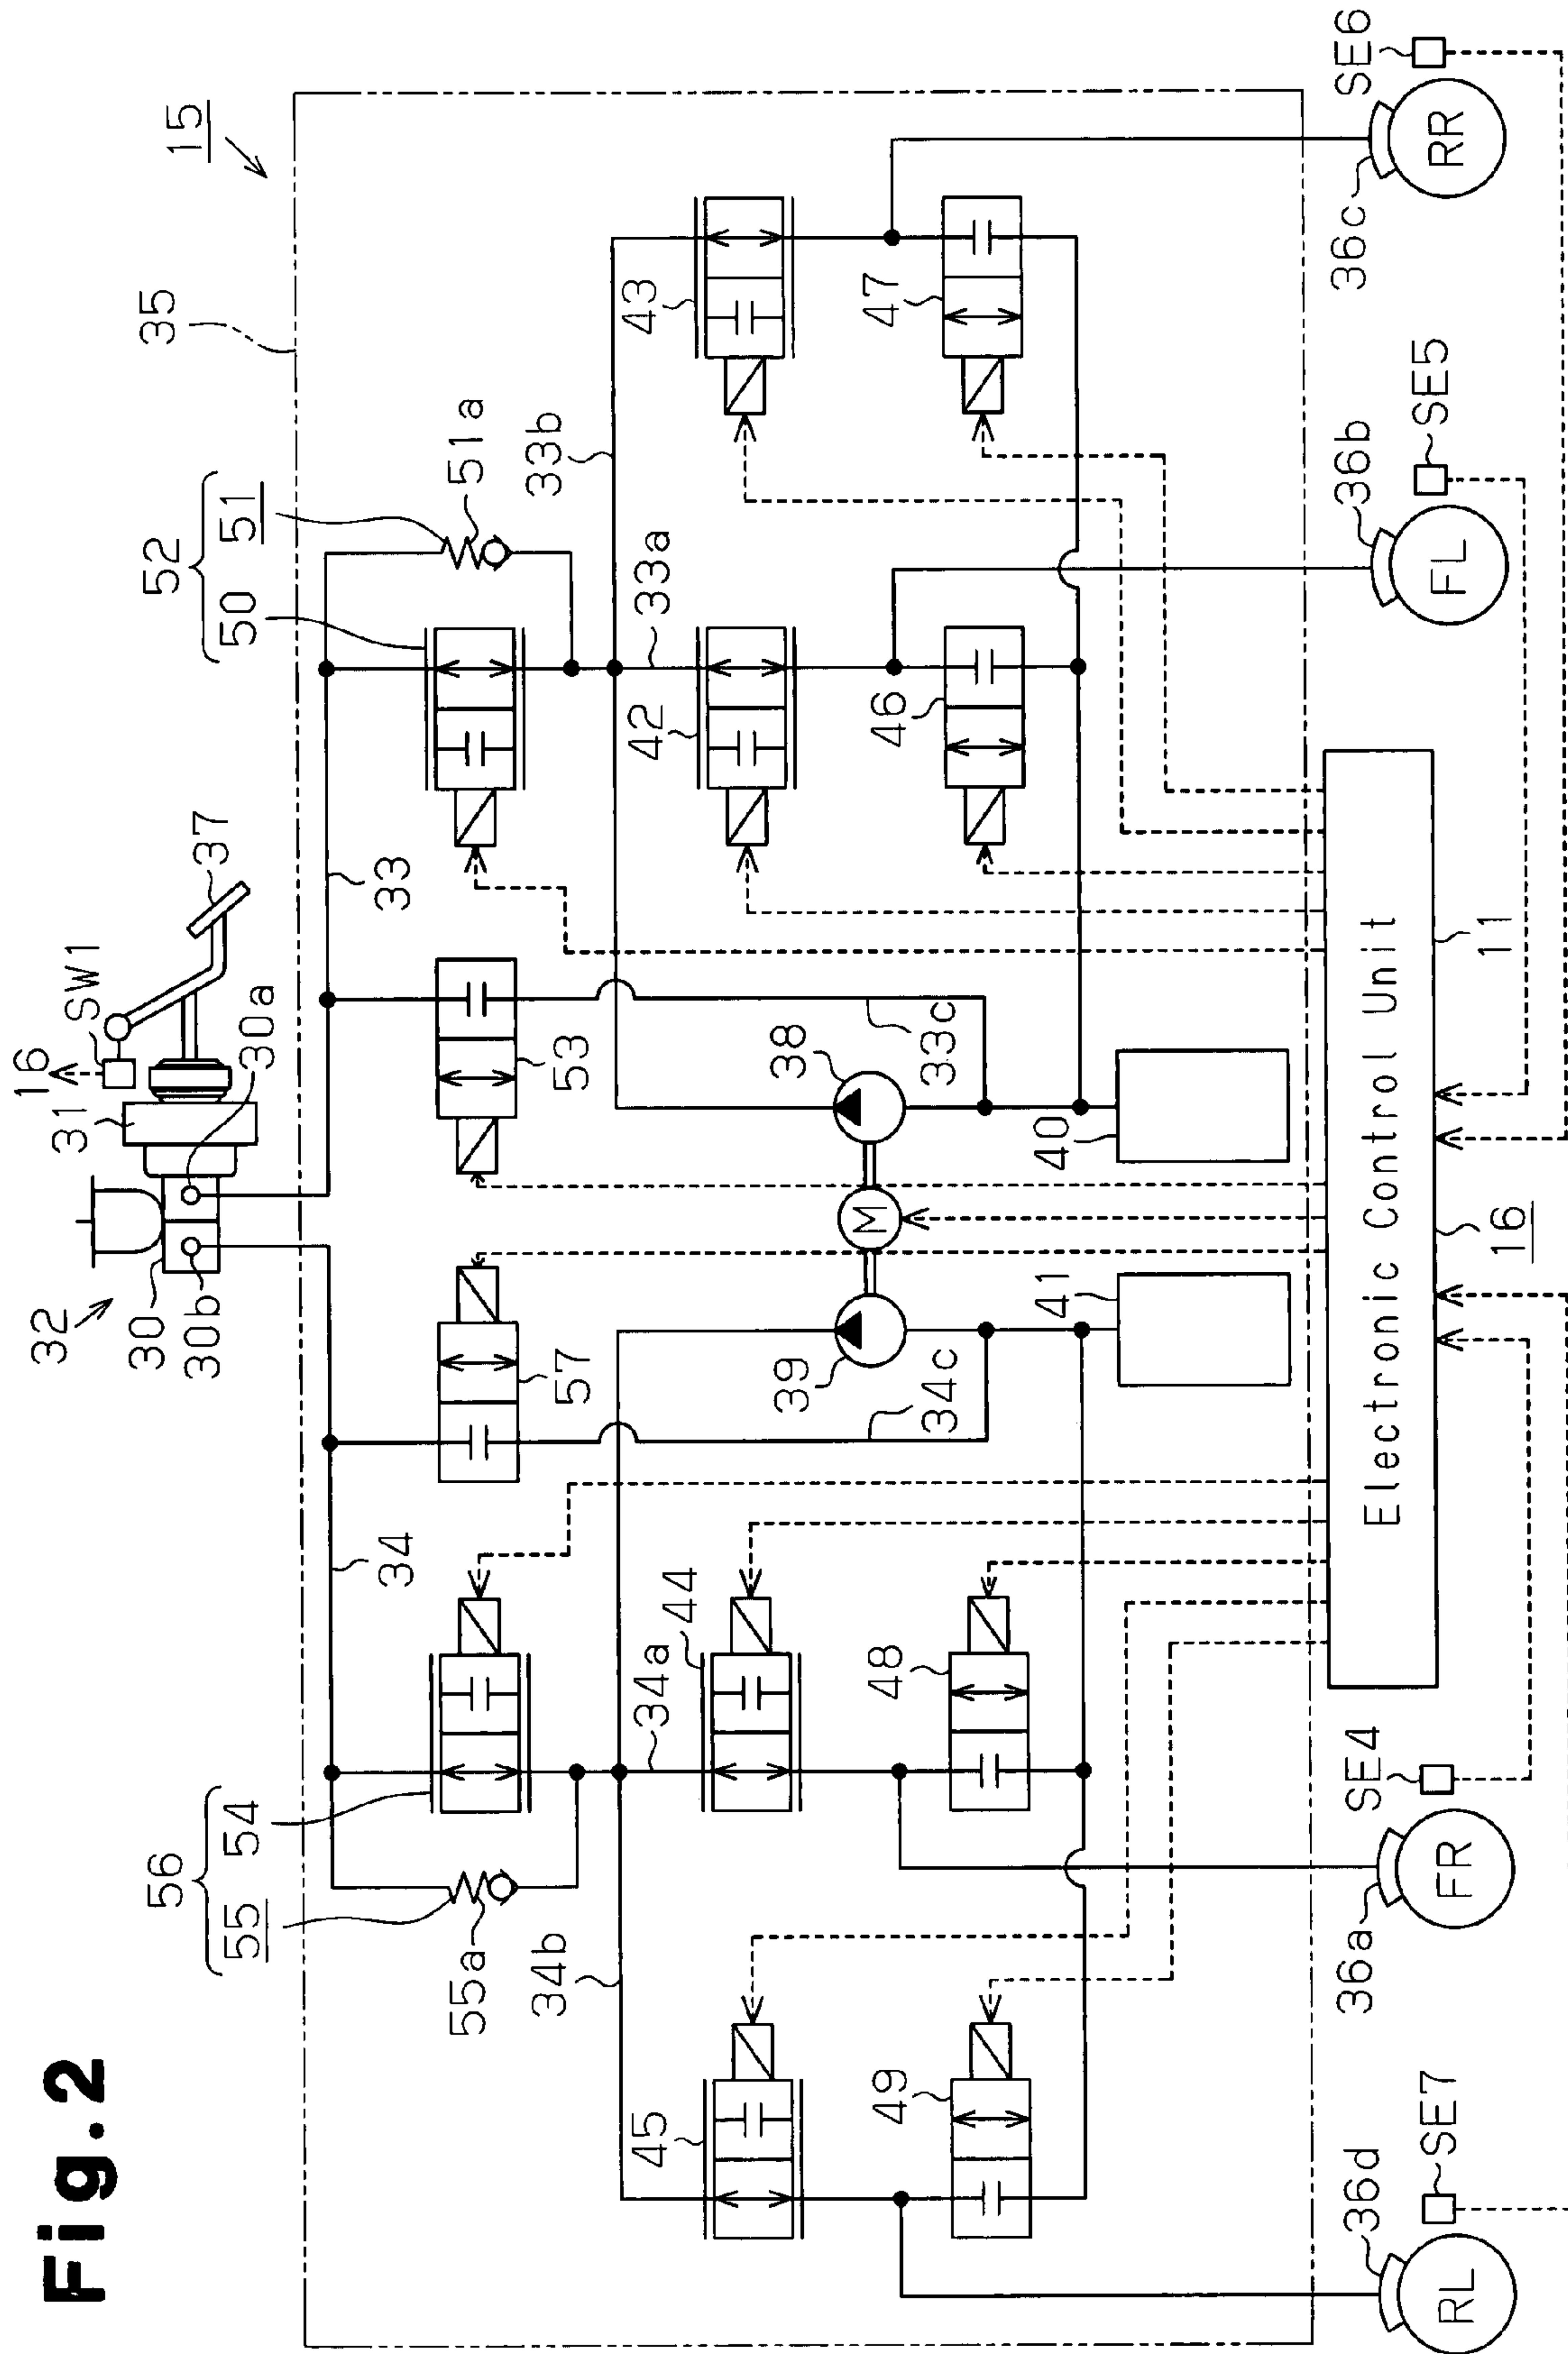 Fig.2
32
30
30b
31
16
SW1
30a
37
15
35
56
55
54
55a
34
33
52
50
51
51a
34b
34a
44
45
57
53
33a
33b
42
43
39
M
38
34c
33c
48
49
46
47
41
40
Electronic Control Unit
16
11
36d
RL
SE7
36a
FR
SE4
36b
FL
SE5
36c
RR
SE6